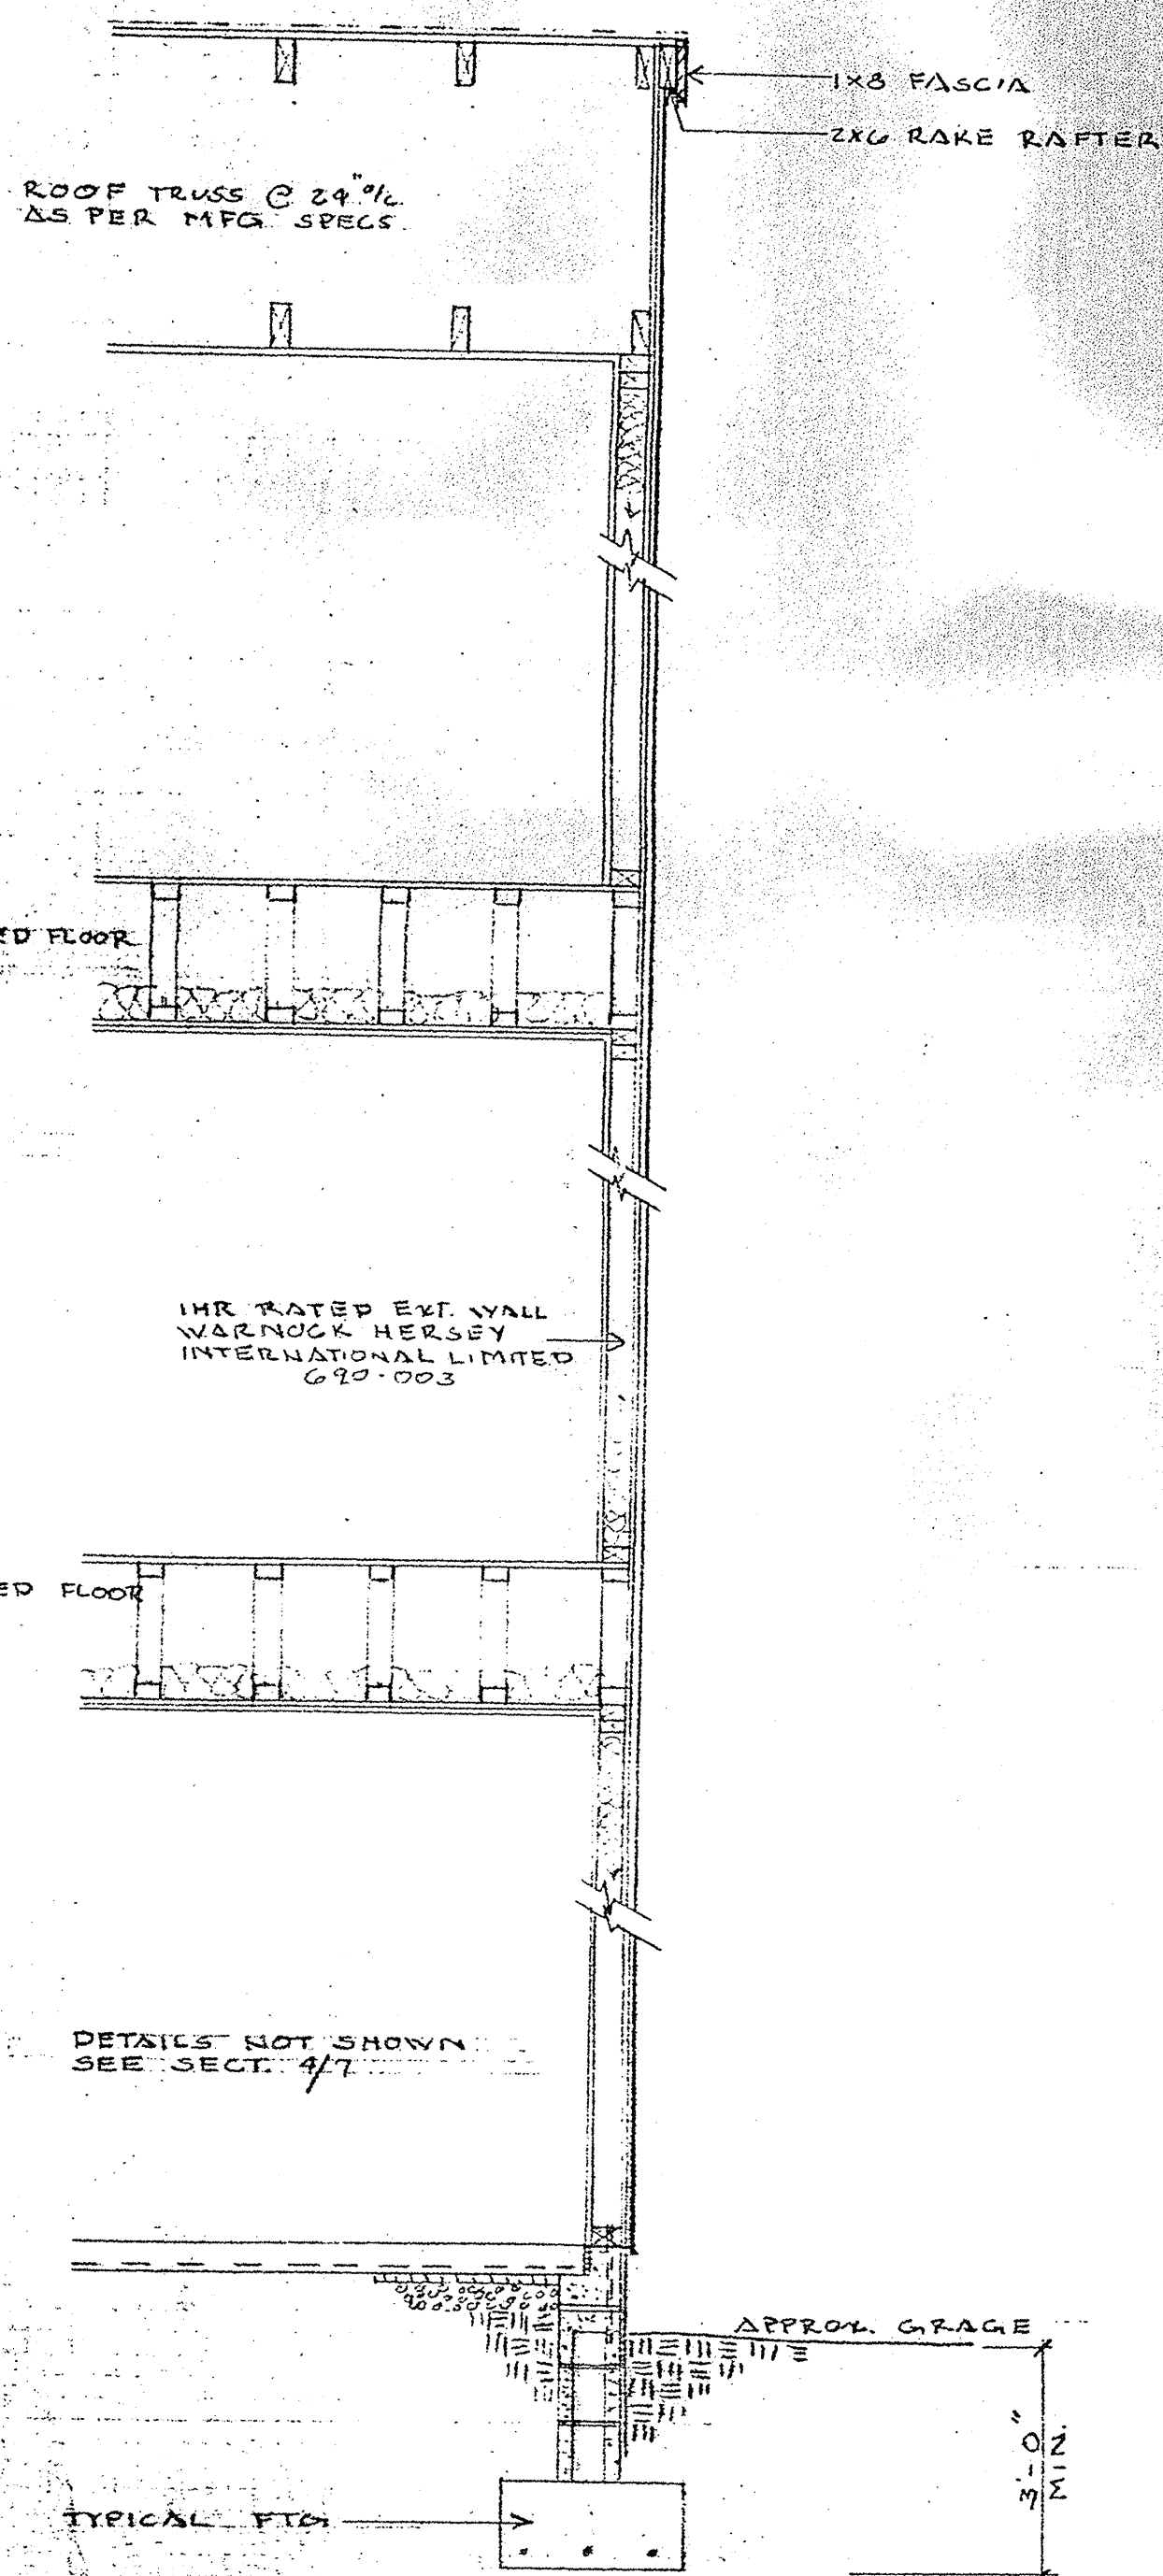 1X8 FASCIA
2X6 RAKE RAFTER
ROOF TRUSS @ 24" o/c
AS PER MFG SPECS
ED FLOOR
1HR RATED EXT. WALL
WARNOCK HERSEY
INTERNATIONAL LIMITED
690-003
ED FLOOR
DETAILS NOT SHOWN
SEE SECT. 4/7
APPROX. GRAGE
3'-0"
MIN.
TYPICAL FTG